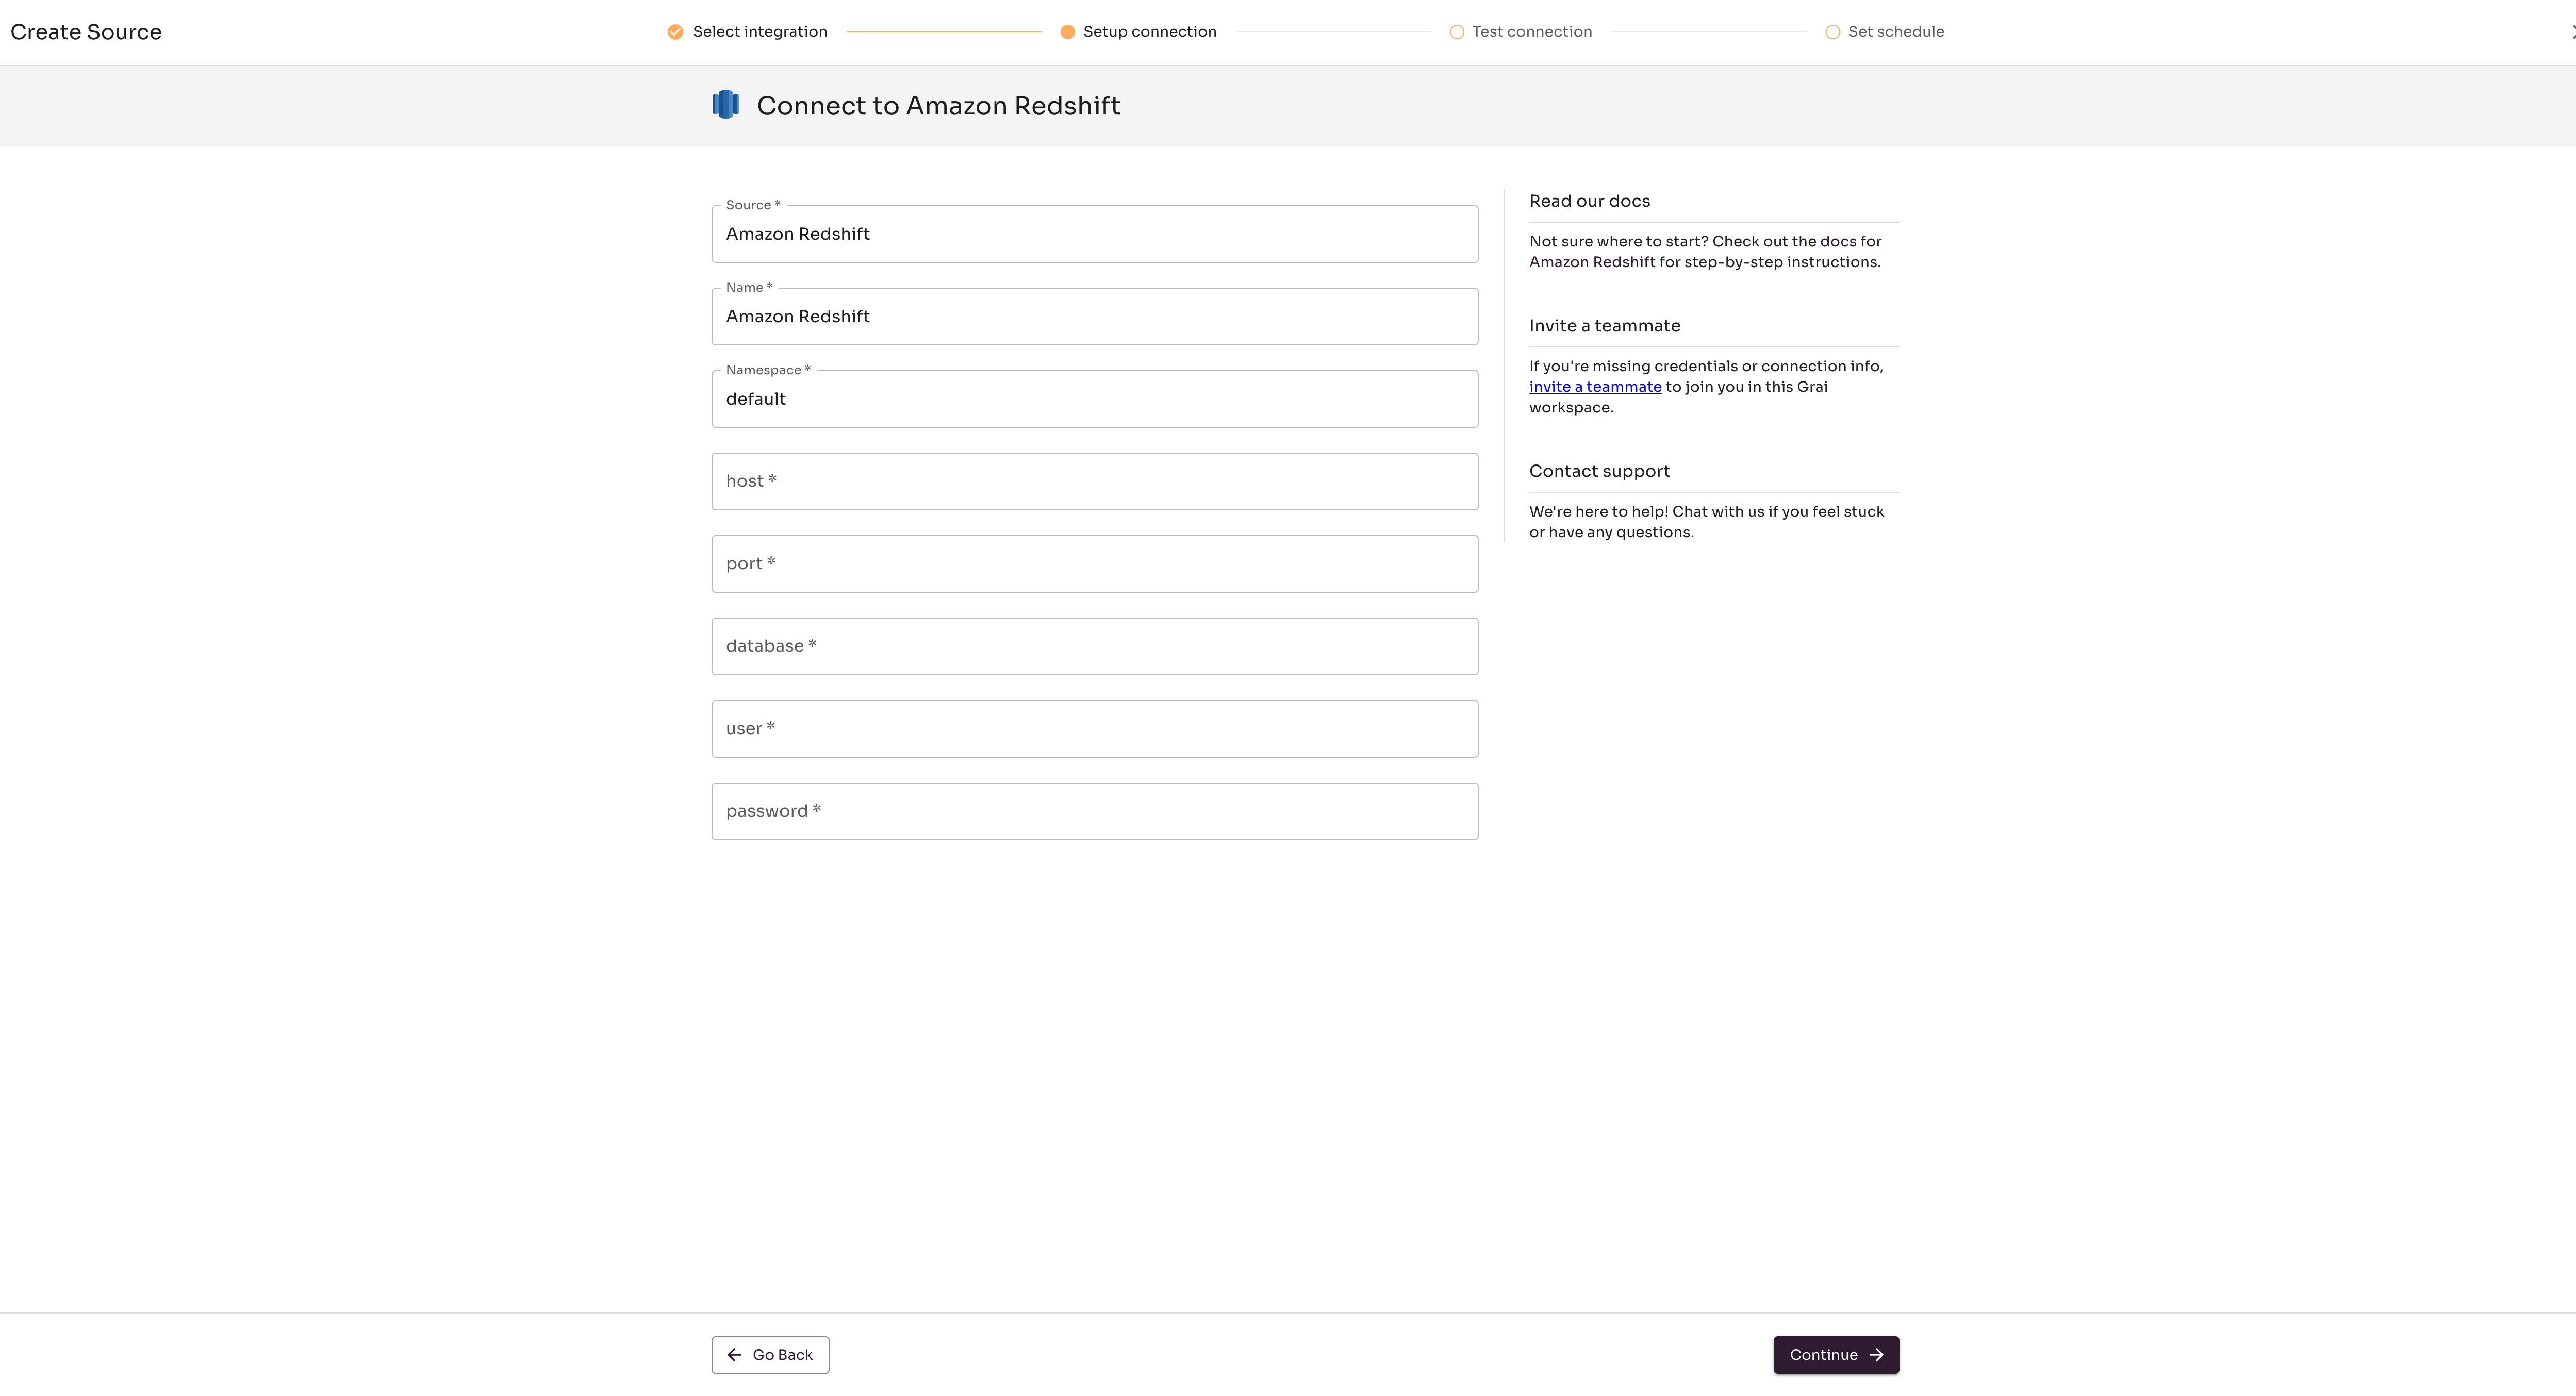 Create Source
Select integration
Setup connection
Test connection
Set schedule
Connect to Amazon Redshift
Source *
Amazon Redshift
Name *
Amazon Redshift
Namespace *
default
host *
port *
database *
user *
password *
Read our docs
Not sure where to start? Check out the docs for
Amazon Redshift for step-by-step instructions.
Invite a teammate
If you're missing credentials or connection info,
invite a teammate to join you in this Grai
workspace.
Contact support
We're here to help! Chat with us if you feel stuck
or have any questions.
Go Back
Continue